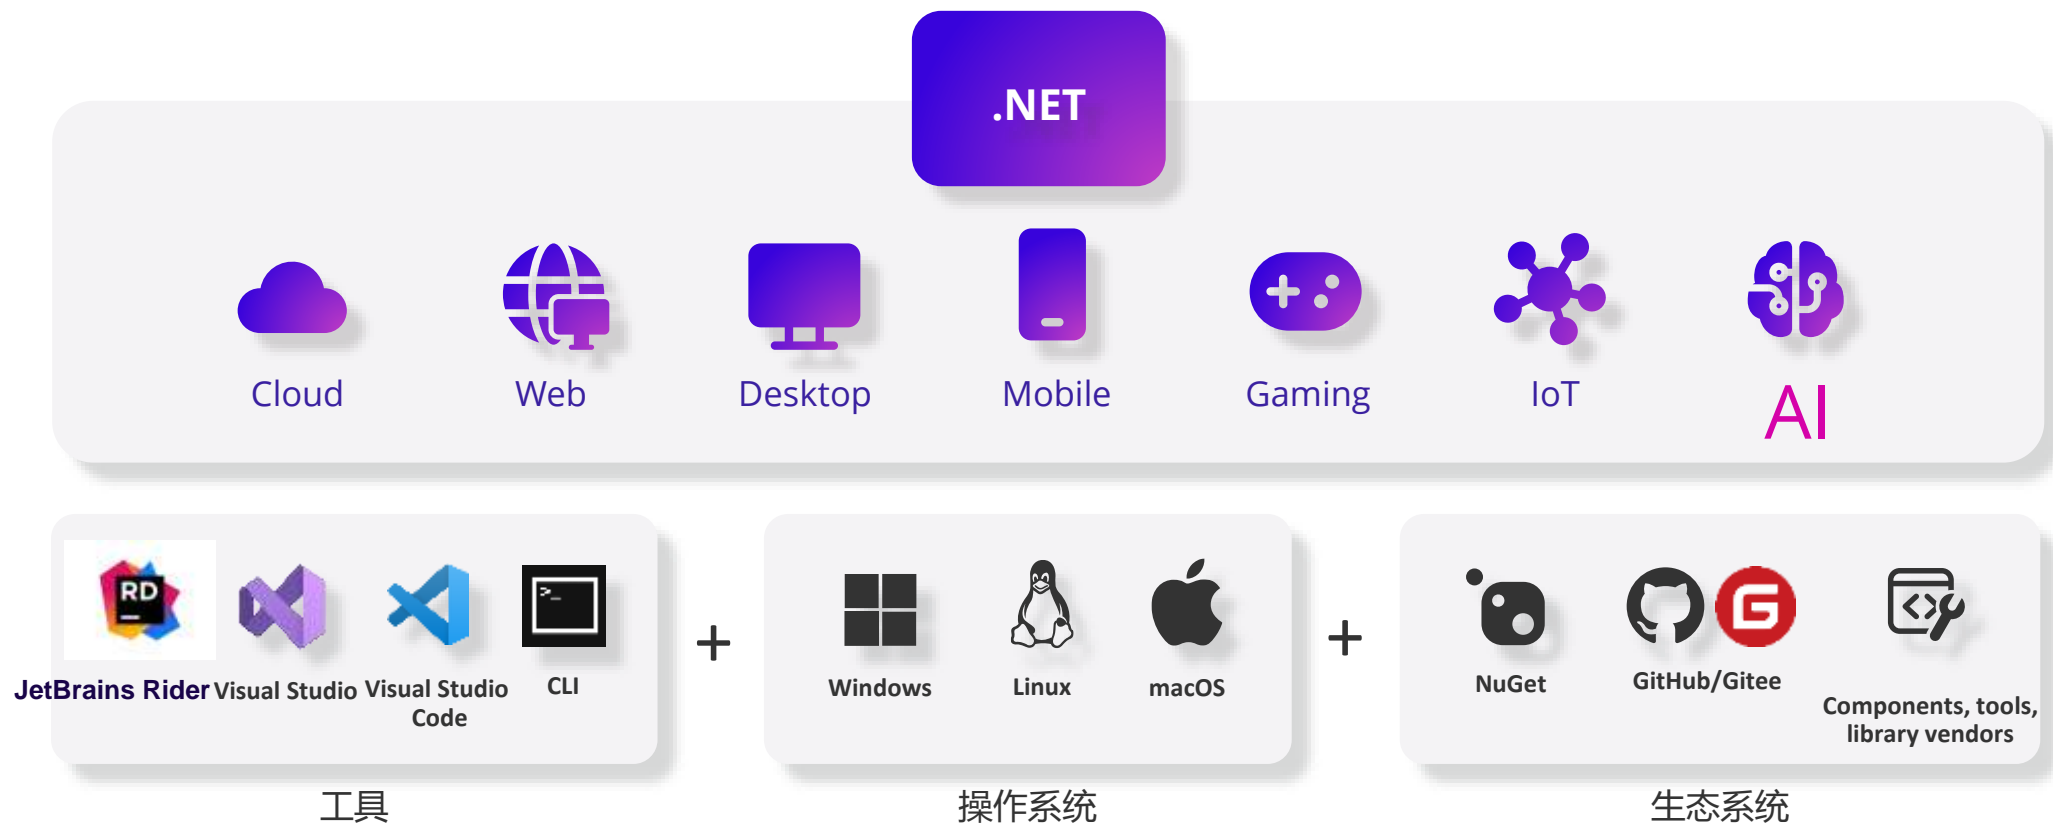 .NET
Cloud
Web
Desktop
Mobile
Gaming
IoT
AI
RD
>_
JetBrains Rider
Visual Studio
Visual Studio
Code
CLI
+
Windows
Linux
macOS
+
G
NuGet
GitHub/Gitee
Components, tools,
library vendors
工具
操作系统
生态系统